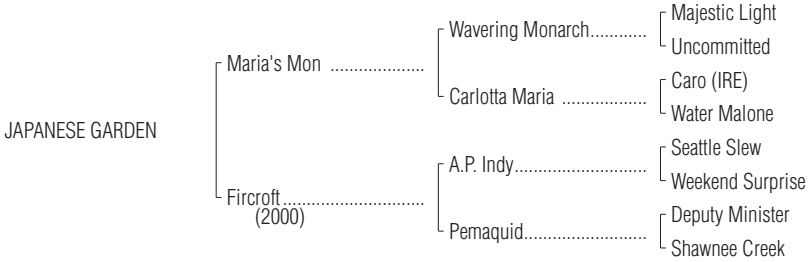 Majestic Light
Wavering Monarch............
Uncommitted
Maria's Mon ....................
Caro (IRE)
Carlotta Maria ..................
Water Malone
JAPANESE GARDEN
Seattle Slew
A.P. Indy............................
Weekend Surprise
Fircroft..............................
(2000)
Deputy Minister
Pemaquid..........................
Shawnee Creek